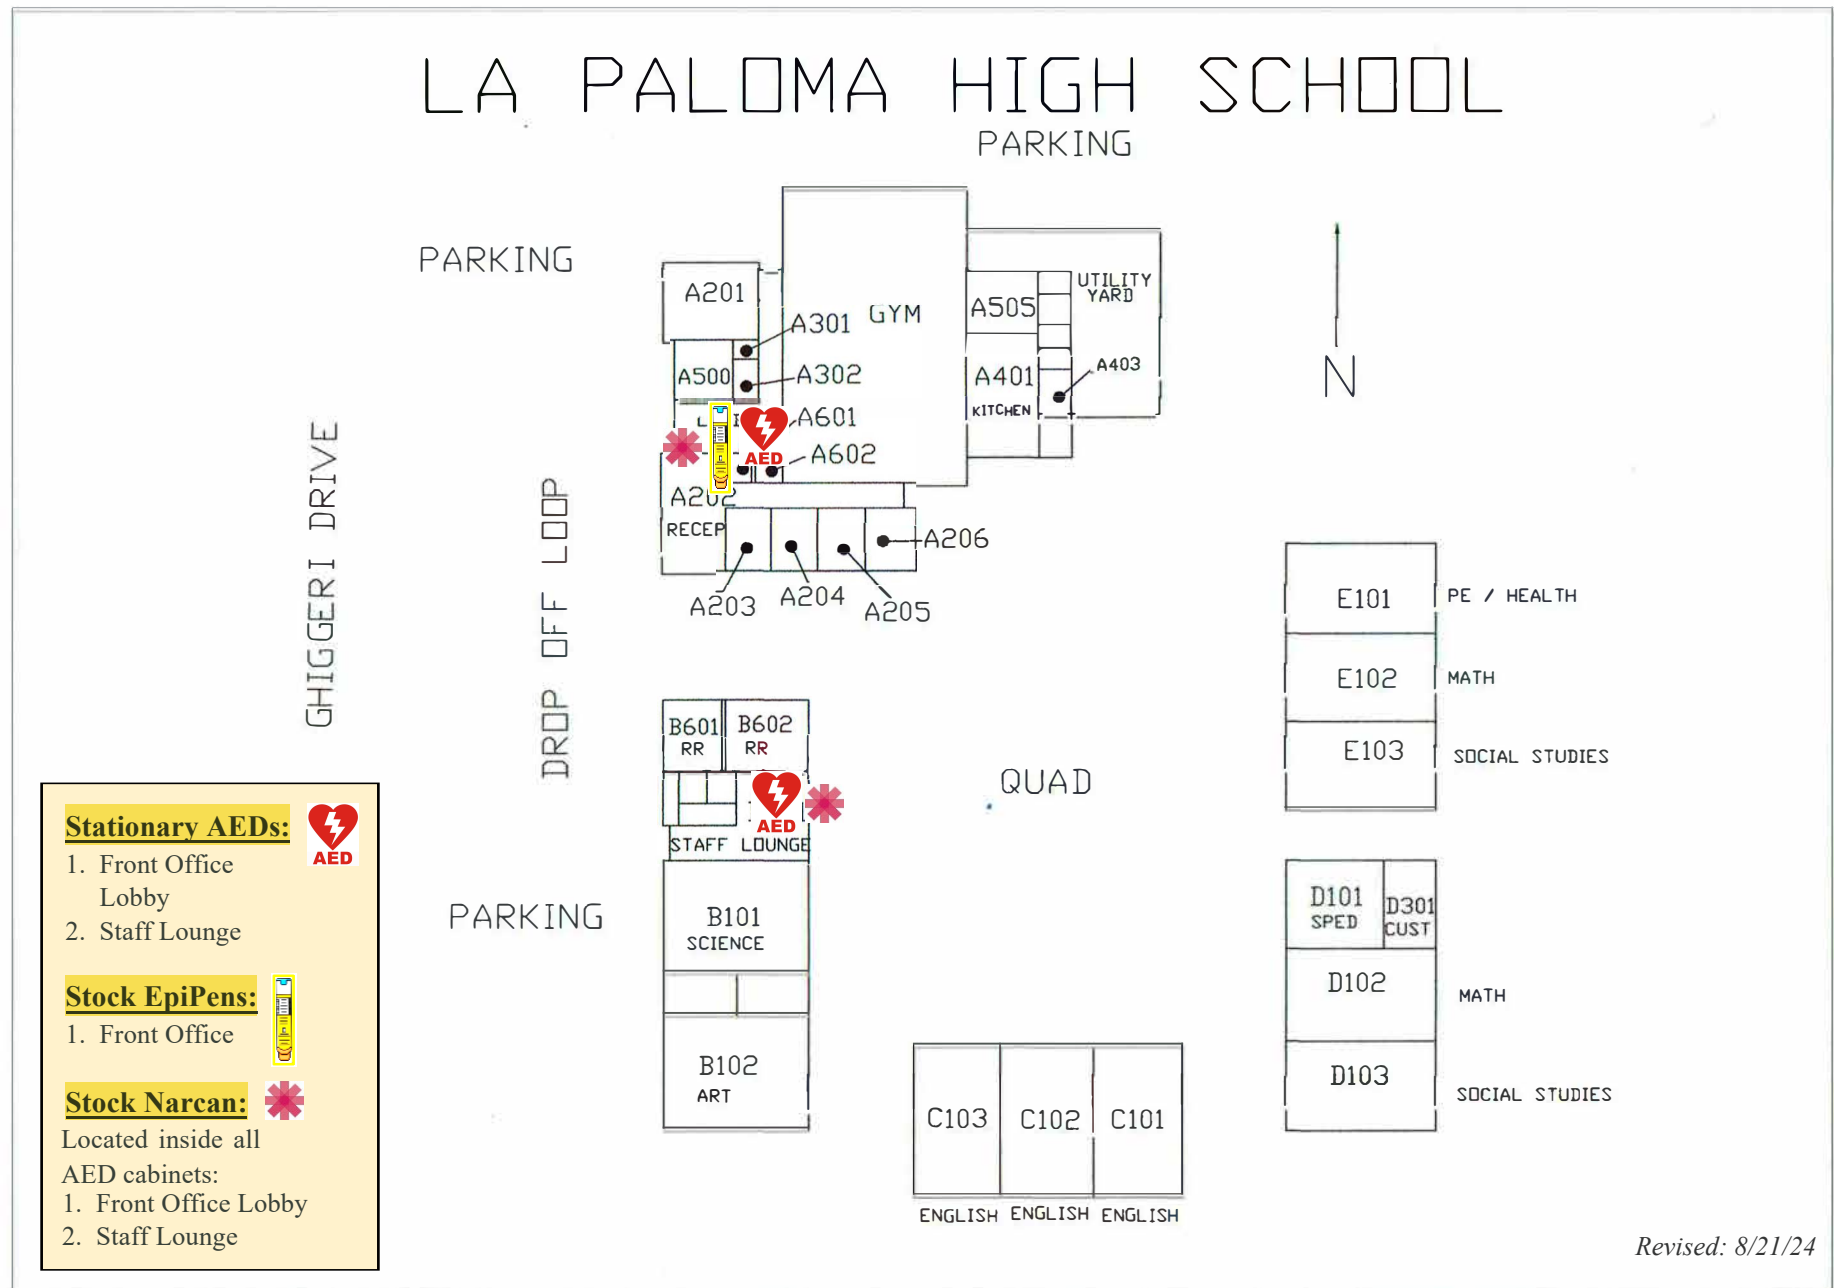 LA PALOMA HIGH SCHOOL
PARKING
PARKING
A201
A301
GYM
A505
UTILITY
YARD
A500
A302
A401
A403
KITCHEN
N
A601
AED
A602
A202
RECEP
A206
A203
A204
A205
GHIGGERI DRIVE
DROP OFF LOOP
E101
PE / HEALTH
E102
MATH
E103
SOCIAL STUDIES
B601
RR
B602
RR
AED
STAFF LOUNGE
QUAD
PARKING
B101
SCIENCE
B102
ART
D101
SPED
D301
CUST
D102
MATH
D103
SOCIAL STUDIES
C103
C102
C101
ENGLISH
ENGLISH
ENGLISH
Stationary AEDs:
AED
1. Front Office
Lobby
2. Staff Lounge
Stock EpiPens:
1. Front Office
Stock Narcan:
Located inside all
AED cabinets:
1. Front Office Lobby
2. Staff Lounge
Revised: 8/21/24